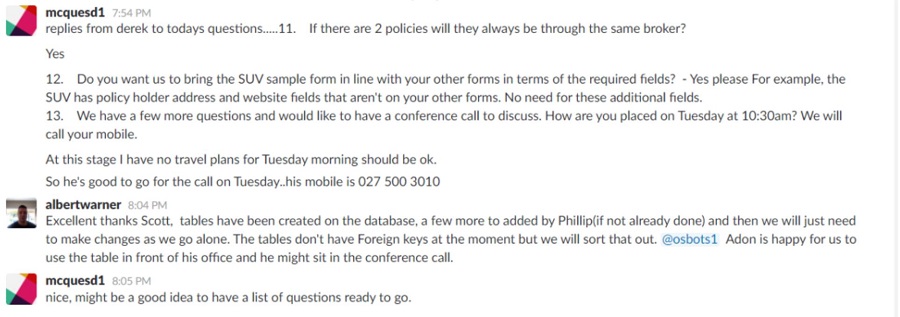 mcquesd1 7:54 PM
replies from derek to todays questions.....11. If there are 2 policies will they always be through the same broker?
Yes
12. Do you want us to bring the SUV sample form in line with your other forms in terms of the required fields? - Yes please For example, the
SUV has policy holder address and website fields that aren't on your other forms. No need for these additional fields.
13. We have a few more questions and would like to have a conference call to discuss. How are you placed on Tuesday at 10:30am? We will
call your mobile.
At this stage I have no travel plans for Tuesday morning should be ok.
So he's good to go for the call on Tuesday..his mobile is 027 500 3010
albertwarner 8:04 PM
Excellent thanks Scott, tables have been created on the database, a few more to added by Phillip(if not already done) and then we will just need
to make changes as we go alone. The tables don't have Foreign keys at the moment but we will sort that out. @osbots1 Adon is happy for us to
use the table in front of his office and he might sit in the conference call.
mcquesd1 8:05 PM
nice, might be a good idea to have a list of questions ready to go.